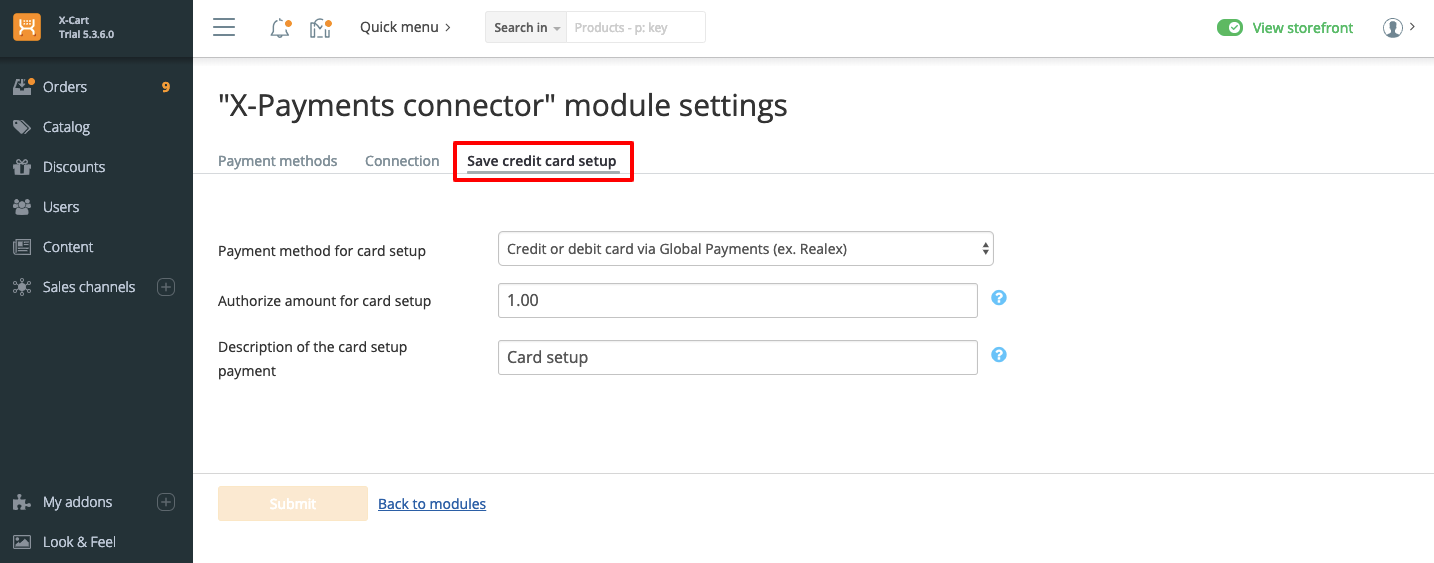 X-Cart
Trial 5.3.6.0
Quick menu
Search in
Products - p: key
View storefront
Orders 9
Catalog
Discounts
Users
Content
Sales channels
My addons
Look & Feel
"X-Payments connector" module settings
Payment methods Connection Save credit card setup
Payment method for card setup Credit or debit card via Global Payments (ex. Realex)
Authorize amount for card setup 1.00 ?
Description of the card setup
payment
Card setup ?
Submit Back to modules